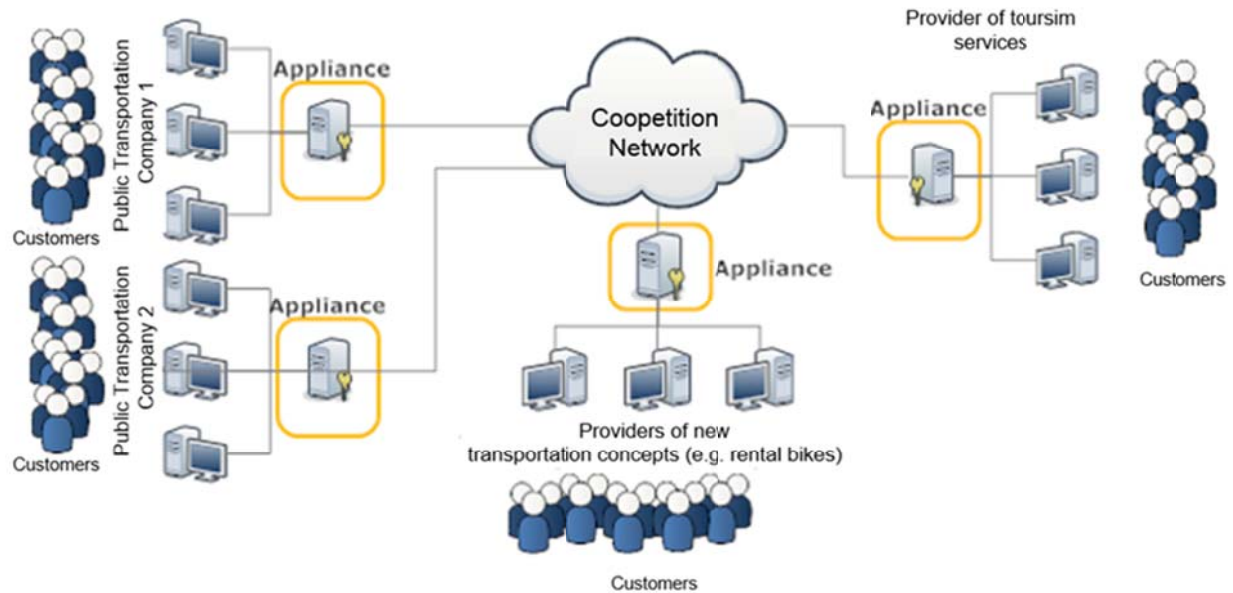 Provider of toursim
services
Appliance
Public Transportation
Company 1
Customers
Coopetition
Network
Appliance
Customers
Appliance
Public Transportation
Company 2
Customers
Appliance
Providers of new
transportation concepts (e.g. rental bikes)
Customers